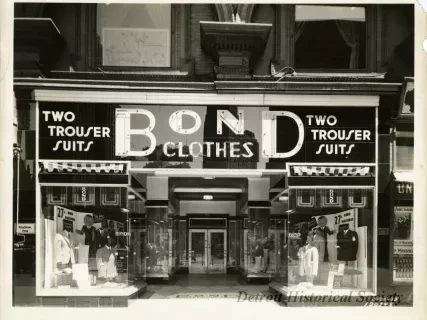 TWO
TROUSER
SUITS
BOND
CLOTHES
TWO
TROUSER
SUITS
Detroit Historical Society